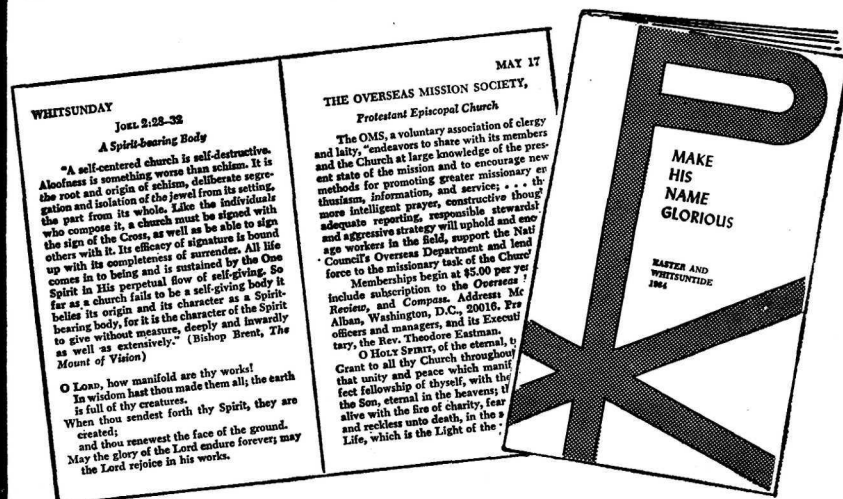 WHITSUNDAY
JOEL 2:28–32
A Spirit-bearing Body
"A self-centered church is self-destructive.
Aloofness is something worse than schism. It is
the root and origin of schism, deliberate segre-
gation and isolation of the jewel from its setting,
the part from its whole. Like the individuals
who compose it, a church must be signed with
the sign of the Cross, as well as be able to sign
others with it. Its efficacy of signature is bound
up with its completeness of surrender. All life
comes in to being and is sustained by the One
Spirit in His perpetual flow of self-giving. So
far as a church fails to be a self-giving body it
belies its origin and its character as a Spirit-
bearing body, for it is the character of the Spirit
to give without measure, deeply and inwardly
as well as extensively." (Bishop Brent, The
Mount of Vision)
O LORD, how manifold are thy works!
In wisdom hast thou made them all; the earth
is full of thy creatures.
When thou sendest forth thy Spirit, they are
created;
and thou renewest the face of the ground.
May the glory of the Lord endure forever; may
the Lord rejoice in his works.
MAY 17
THE OVERSEAS MISSION SOCIETY,
Protestant Episcopal Church
The OMS, a voluntary association of clergy
and laity, "endeavors to share with its members
and the Church at large knowledge of the pres-
ent state of the mission and to encourage new
methods for promoting greater missionary en
thusiasm, information, and service; . . . th
more intelligent prayer, constructive thoug
adequate reporting, responsible stewards
and aggressive strategy will uphold and enc
age workers in the field, support the Nati
Council's Overseas Department and lend
force to the missionary task of the Churc
Memberships begin at $5.00 per ye
include subscription to the Overseas
Review, and Compass. Address: M
Alban, Washington, D.C., 20016. Pre
officers and managers, and its Executi
tary, the Rev. Theodore Eastman.
O HOLY SPIRIT, of the eternal,
Grant to all thy Church throughout
that unity and peace which manif
fect fellowship of thyself, with the
the Son, eternal in the heavens; t
alive with the fire of charity, fear
and reckless unto death, in the
Life, which is the Light of the
MAKE
HIS
NAME
GLORIOUS
EASTER AND
WHITSUNTIDE
1964